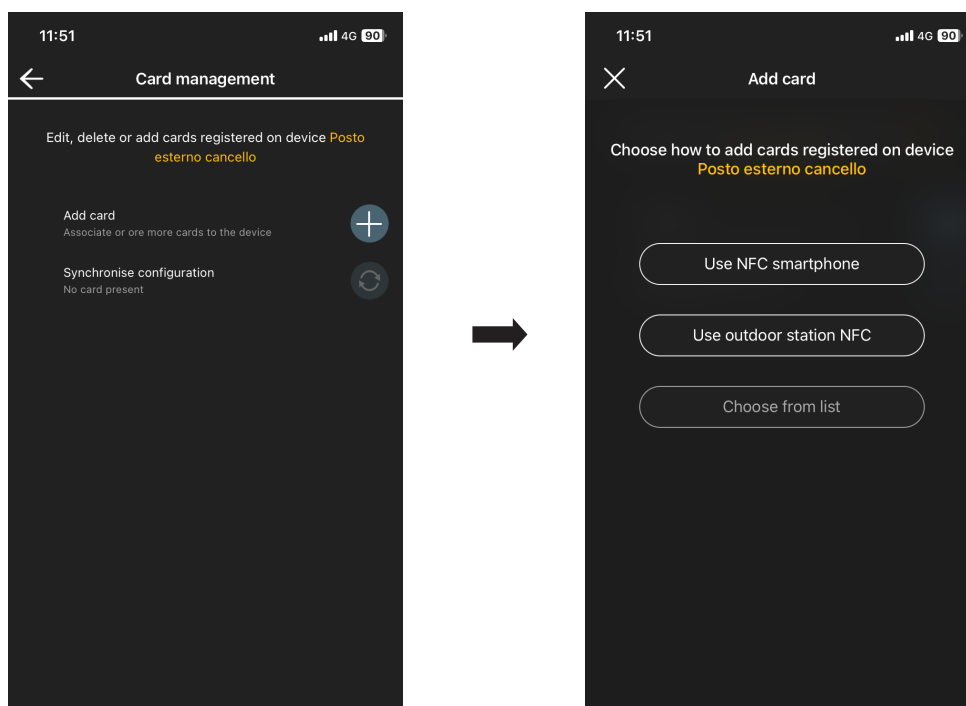 11:51
4G 90
Card management
Edit, delete or add cards registered on device Posto
esterno cancello
Add card
Associate or ore more cards to the device
Synchronise configuration
No card present
11:51
4G 90
Add card
Choose how to add cards registered on device
Posto esterno cancello
Use NFC smartphone
Use outdoor station NFC
Choose from list